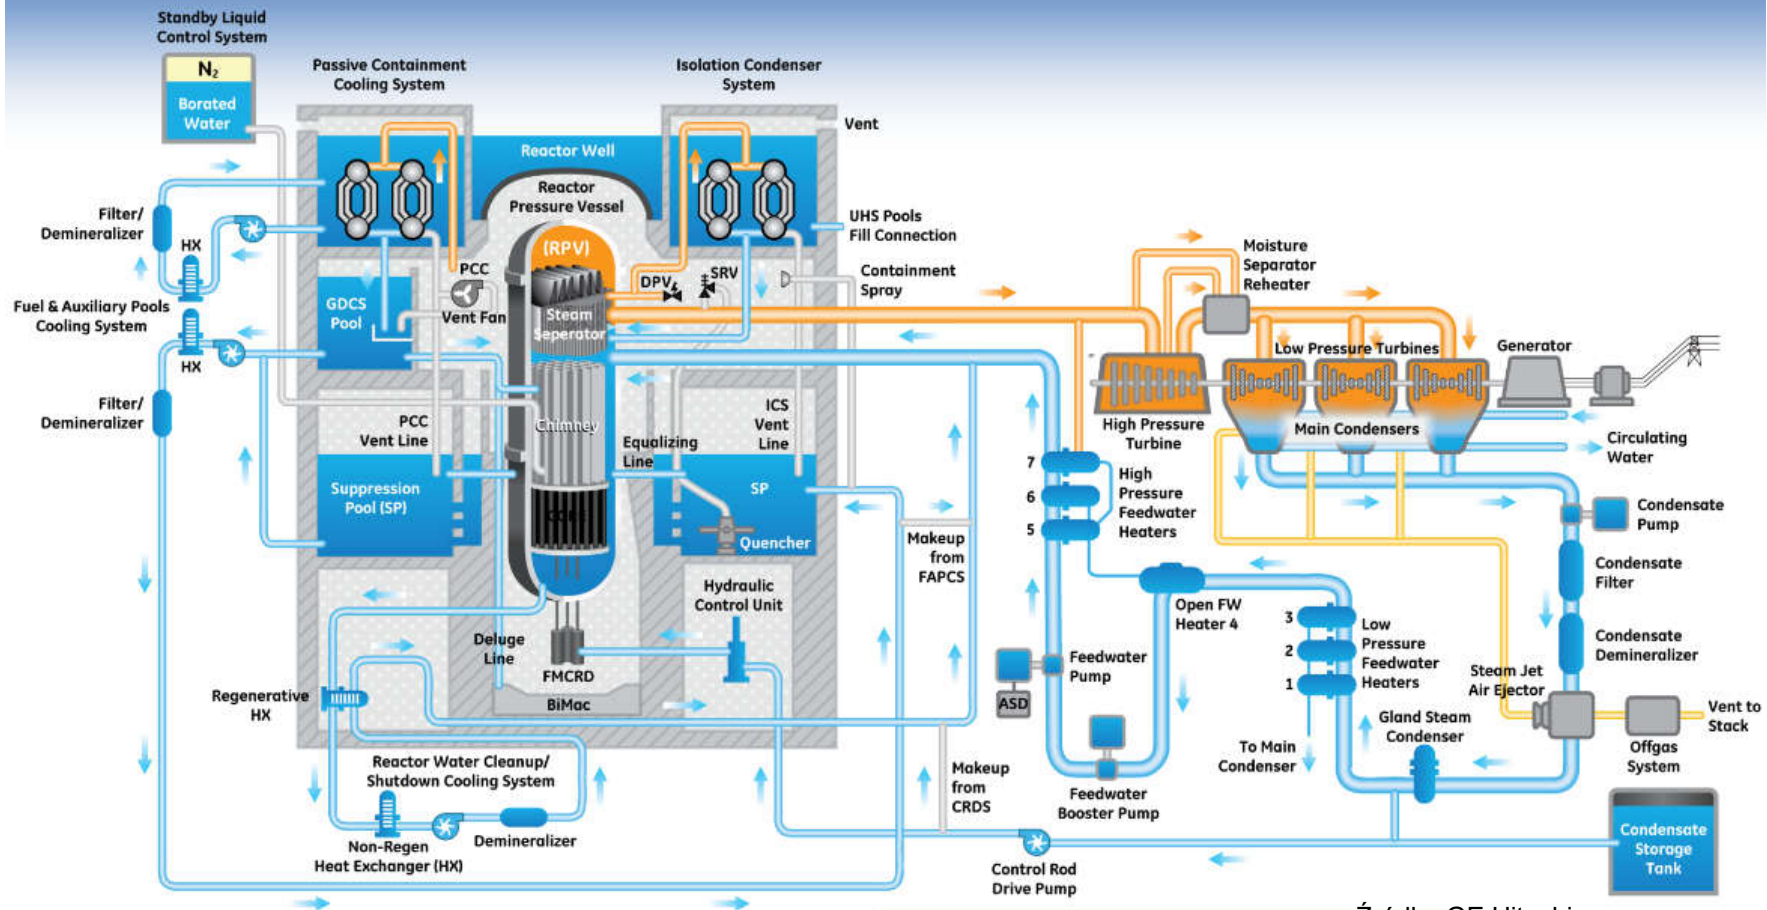 Standby Liquid
Control System
N₂
Borated
Water
Passive Containment
Cooling System
Isolation Condenser
System
Vent
Reactor Well
Reactor
Pressure Vessel
(RPV)
UHS Pools
Fill Connection
Filter/
Demineralizer
HX
Fuel & Auxiliary Pools
Cooling System
HX
Filter/
Demineralizer
GDCS
Pool
PCC
Vent Fan
DPV
SRV
Containment
Spray
Steam
Seperator
Chimney
CORE
PCC
Vent Line
ICS
Vent
Line
Equalizing
Line
Suppression
Pool (SP)
SP
Quencher
Makeup
from
FAPCS
Hydraulic
Control Unit
Deluge
Line
FMCRD
BiMac
Regenerative
HX
Reactor Water Cleanup/
Shutdown Cooling System
Non-Regen
Heat Exchanger (HX)
Demineralizer
Makeup
from
CRDS
Control Rod
Drive Pump
Moisture
Separator
Reheater
Low Pressure Turbines
Generator
High Pressure
Turbine
Main Condensers
Circulating
Water
7
6
5
High
Pressure
Feedwater
Heaters
Condensate
Pump
Condensate
Filter
Condensate
Demineralizer
Open FW
Heater 4
3
2
1
Low
Pressure
Feedwater
Heaters
Feedwater
Pump
ASD
Feedwater
Booster Pump
To Main
Condenser
Gland Steam
Condenser
Steam Jet
Air Ejector
Offgas
System
Vent to
Stack
Condensate
Storage
Tank